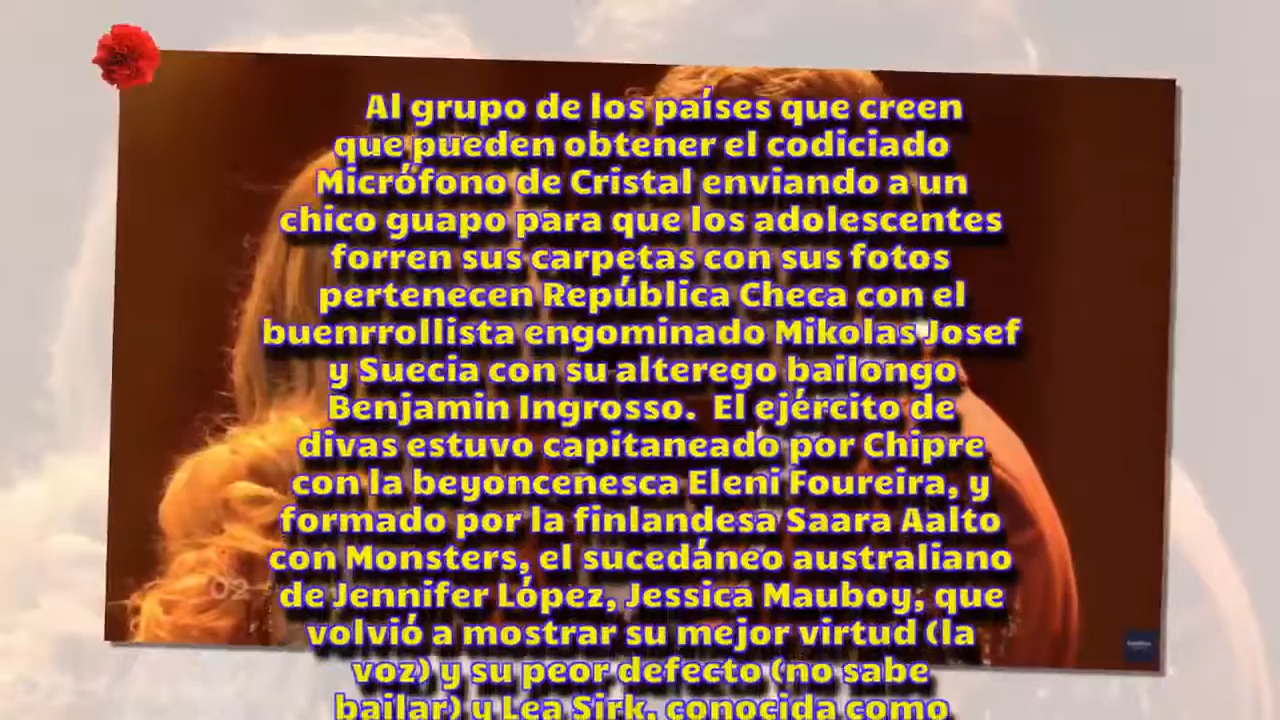 Al grupo de los países que creen
que pueden obtener el codiciado
Micrófono de Cristal enviando a un
chico guapo para que los adolescentes
forren sus carpetas con sus fotos
pertenecen República Checa con el
buenrrollista engominado Mikolas Josef
y Suecia con su alterego bailongo
Benjamin Ingrosso. El ejército de
divas estuvo capitaneado por Chipre
con la beyoncenesca Eleni Foureira, y
formado por la finlandesa Saara Aalto
con Monsters, el sucedáneo australiano
de Jennifer López, Jessica Mauboy, que
volvió a mostrar su mejor virtud (la
voz) y su peor defecto (no sabe
bailar) y Lea Sirk, conocida como
02